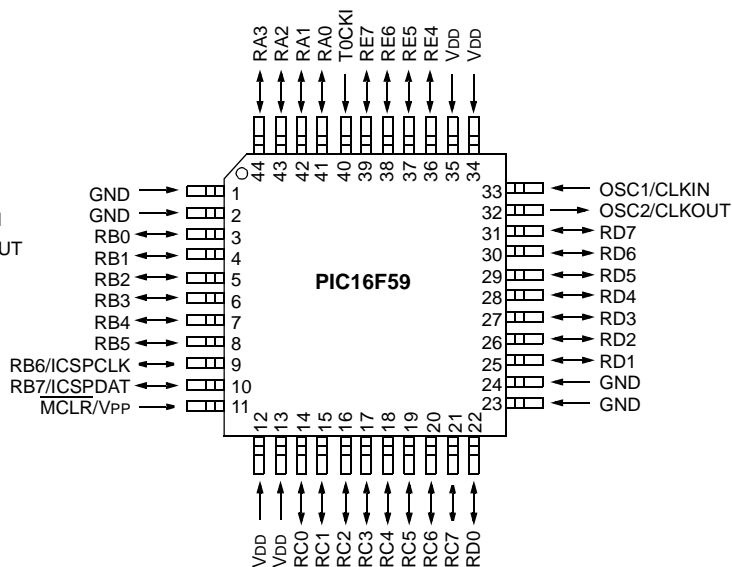 RA3
RA2
RA1
RA0
T0CKI
RE7
RE6
RE5
RE4
VDD
VDD
44
43
42
41
40
39
38
37
36
35
34
GND
GND
RB0
RB1
RB2
RB3
RB4
RB5
RB6/ICSPCLK
RB7/ICSPDAT
MCLR/VPP
1
2
3
4
5
6
7
8
9
10
11
PIC16F59
33
32
31
30
29
28
27
26
25
24
23
OSC1/CLKIN
OSC2/CLKOUT
RD7
RD6
RD5
RD4
RD3
RD2
RD1
GND
GND
12
13
14
15
16
17
18
19
20
21
22
VDD
VDD
RC0
RC1
RC2
RC3
RC4
RC5
RC6
RC7
RD0
UT